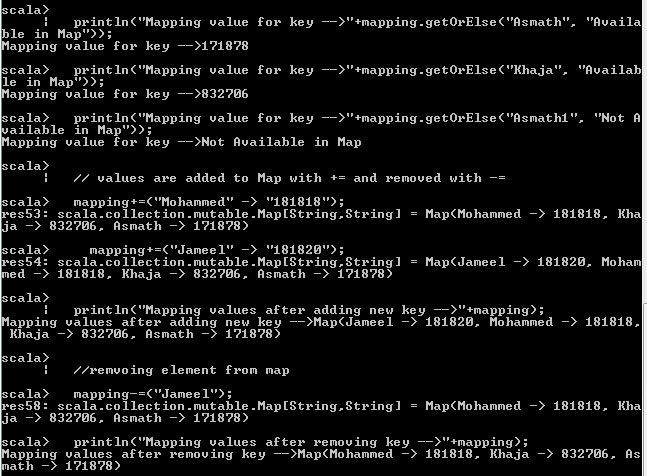 scala>
     |   println("Mapping value for key -->"+mapping.getOrElse("Asmath", "Availa
ble in Map"));
Mapping value for key -->171878
scala>   println("Mapping value for key -->"+mapping.getOrElse("Khaja", "Availab
le in Map"));
Mapping value for key -->832706
scala>   println("Mapping value for key -->"+mapping.getOrElse("Asmath1", "Not A
vailable in Map"));
Mapping value for key -->Not Available in Map
scala>
     |   // values are added to Map with += and removed with -=
scala>   mapping+=("Mohammed" -> "181818");
res53: scala.collection.mutable.Map[String,String] = Map(Mohammed -> 181818, Kha
ja -> 832706, Asmath -> 171878)
scala>     mapping+=("Jameel" -> "181820");
res54: scala.collection.mutable.Map[String,String] = Map(Jameel -> 181820, Moham
med -> 181818, Khaja -> 832706, Asmath -> 171878)
scala>
     |   println("Mapping values after adding new key -->"+mapping);
Mapping values after adding new key -->Map(Jameel -> 181820, Mohammed -> 181818,
 Khaja -> 832706, Asmath -> 171878)
scala>
     |   //remvoing element from map
scala>   mapping-=("Jameel");
res58: scala.collection.mutable.Map[String,String] = Map(Mohammed -> 181818, Kha
ja -> 832706, Asmath -> 171878)
scala>   println("Mapping values after removing key -->"+mapping);
Mapping values after removing key -->Map(Mohammed -> 181818, Khaja -> 832706, As
math -> 171878)